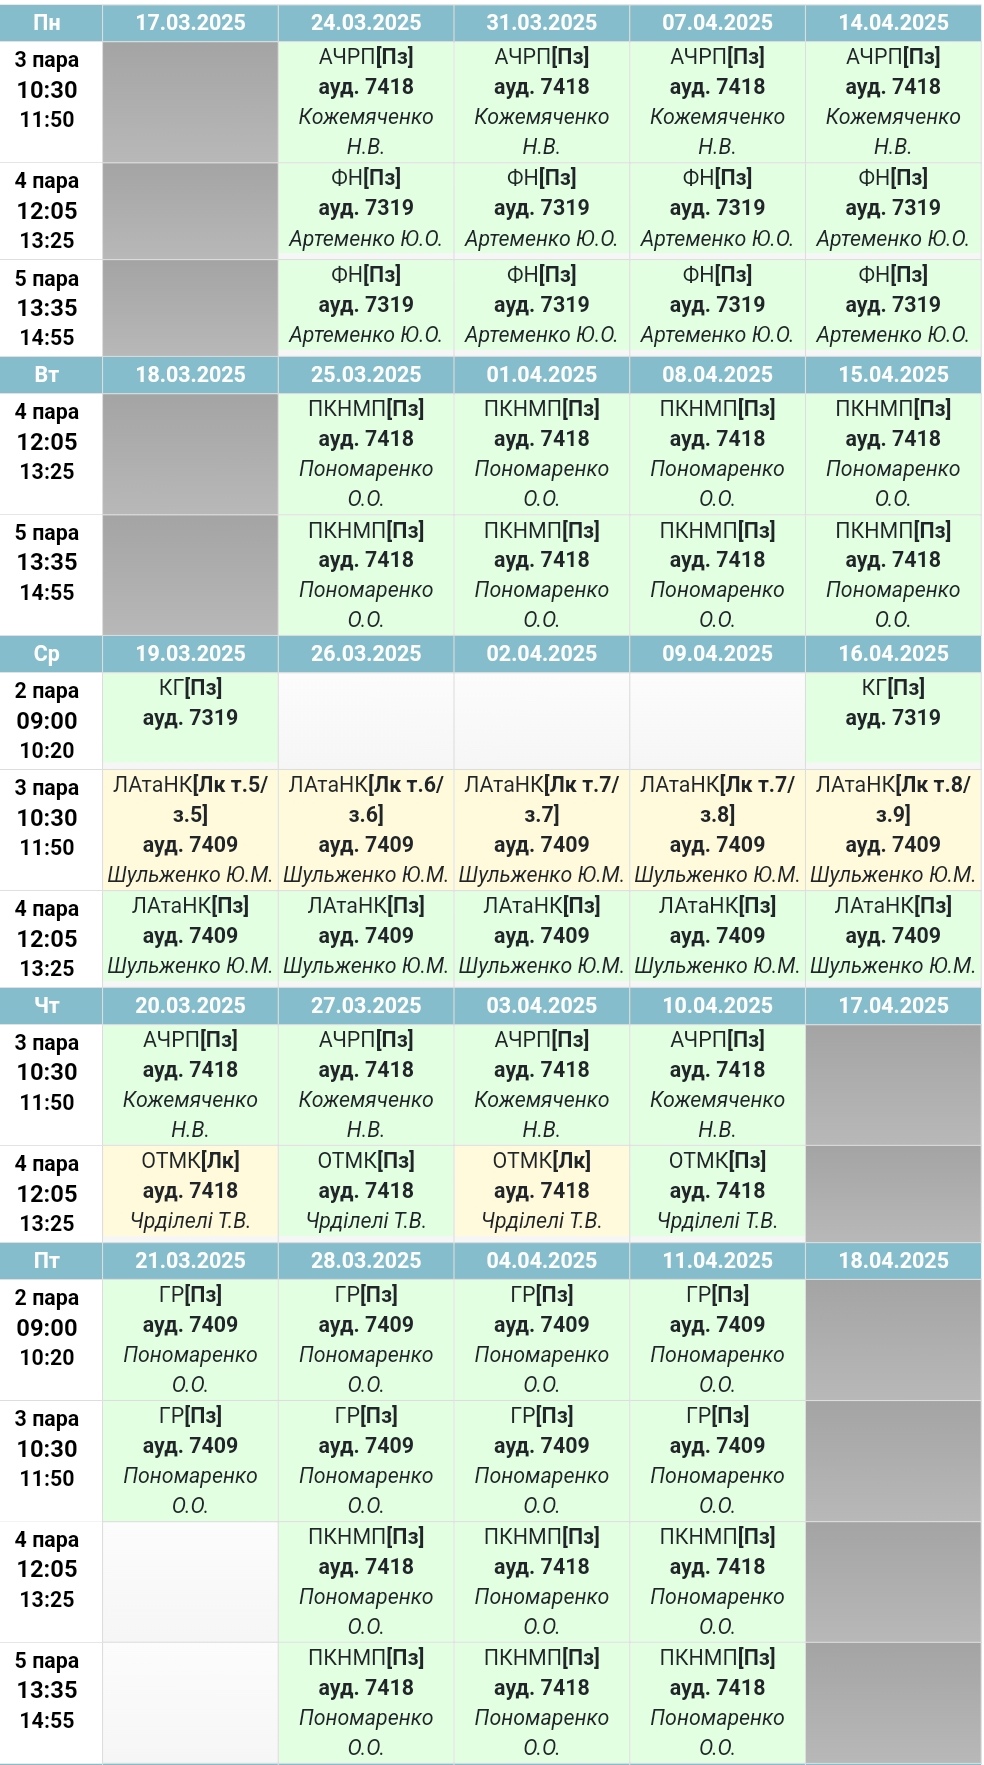 Пн 17.03.2025 24.03.2025 31.03.2025 07.04.2025 14.04.2025
3 пара АЧРП[Пз] АЧРП[Пз] АЧРП[Пз] АЧРП[Пз]
10:30 ауд. 7418 ауд. 7418 ауд. 7418 ауд. 7418
11:50 Кожемяченко Кожемяченко Кожемяченко Кожемяченко
Н.В. Н.В. Н.В. Н.В.
4 пара ФН[Пз] ФН[Пз] ФН[Пз] ФН[Пз]
12:05 ауд. 7319 ауд. 7319 ауд. 7319 ауд. 7319
13:25 Артеменко Ю.О. Артеменко Ю.О. Артеменко Ю.О. Артеменко Ю.О.
5 пара ФН[Пз] ФН[Пз] ФН[Пз] ФН[Пз]
13:35 ауд. 7319 ауд. 7319 ауд. 7319 ауд. 7319
14:55 Артеменко Ю.О. Артеменко Ю.О. Артеменко Ю.О. Артеменко Ю.О.
Вт 18.03.2025 25.03.2025 01.04.2025 08.04.2025 15.04.2025
4 пара ПКНМП[Пз] ПКНМП[Пз] ПКНМП[Пз] ПКНМП[Пз]
12:05 ауд. 7418 ауд. 7418 ауд. 7418 ауд. 7418
13:25 Пономаренко Пономаренко Пономаренко Пономаренко
О.О. О.О. О.О. О.О.
5 пара ПКНМП[Пз] ПКНМП[Пз] ПКНМП[Пз] ПКНМП[Пз]
13:35 ауд. 7418 ауд. 7418 ауд. 7418 ауд. 7418
14:55 Пономаренко Пономаренко Пономаренко Пономаренко
О.О. О.О. О.О. О.О.
Ср 19.03.2025 26.03.2025 02.04.2025 09.04.2025 16.04.2025
2 пара КГ[Пз] КГ[Пз]
09:00 ауд. 7319 ауд. 7319
10:20
3 пара ЛАтаНК[Лк т.5/ ЛАтаНК[Лк т.6/ ЛАтаНК[Лк т.7/ ЛАтаНК[Лк т.7/ ЛАтаНК[Лк т.8/
10:30 з.5] з.6] з.7] з.8] з.9]
11:50 ауд. 7409 ауд. 7409 ауд. 7409 ауд. 7409 ауд. 7409
Шульженко Ю.М. Шульженко Ю.М. Шульженко Ю.М. Шульженко Ю.М. Шульженко Ю.М.
4 пара ЛАтаНК[Пз] ЛАтаНК[Пз] ЛАтаНК[Пз] ЛАтаНК[Пз] ЛАтаНК[Пз]
12:05 ауд. 7409 ауд. 7409 ауд. 7409 ауд. 7409 ауд. 7409
13:25 Шульженко Ю.М. Шульженко Ю.М. Шульженко Ю.М. Шульженко Ю.М. Шульженко Ю.М.
Чт 20.03.2025 27.03.2025 03.04.2025 10.04.2025 17.04.2025
3 пара АЧРП[Пз] АЧРП[Пз] АЧРП[Пз] АЧРП[Пз]
10:30 ауд. 7418 ауд. 7418 ауд. 7418 ауд. 7418
11:50 Кожемяченко Кожемяченко Кожемяченко Кожемяченко
Н.В. Н.В. Н.В. Н.В.
4 пара ОТМК[Лк] ОТМК[Пз] ОТМК[Лк] ОТМК[Пз]
12:05 ауд. 7418 ауд. 7418 ауд. 7418 ауд. 7418
13:25 Чрділелі Т.В. Чрділелі Т.В. Чрділелі Т.В. Чрділелі Т.В.
Пт 21.03.2025 28.03.2025 04.04.2025 11.04.2025 18.04.2025
2 пара ГР[Пз] ГР[Пз] ГР[Пз] ГР[Пз]
09:00 ауд. 7409 ауд. 7409 ауд. 7409 ауд. 7409
10:20 Пономаренко Пономаренко Пономаренко Пономаренко
О.О. О.О. О.О. О.О.
3 пара ГР[Пз] ГР[Пз] ГР[Пз] ГР[Пз]
10:30 ауд. 7409 ауд. 7409 ауд. 7409 ауд. 7409
11:50 Пономаренко Пономаренко Пономаренко Пономаренко
О.О. О.О. О.О. О.О.
4 пара ПКНМП[Пз] ПКНМП[Пз] ПКНМП[Пз]
12:05 ауд. 7418 ауд. 7418 ауд. 7418
13:25 Пономаренко Пономаренко Пономаренко
О.О. О.О. О.О.
5 пара ПКНМП[Пз] ПКНМП[Пз] ПКНМП[Пз]
13:35 ауд. 7418 ауд. 7418 ауд. 7418
14:55 Пономаренко Пономаренко Пономаренко
О.О. О.О. О.О.